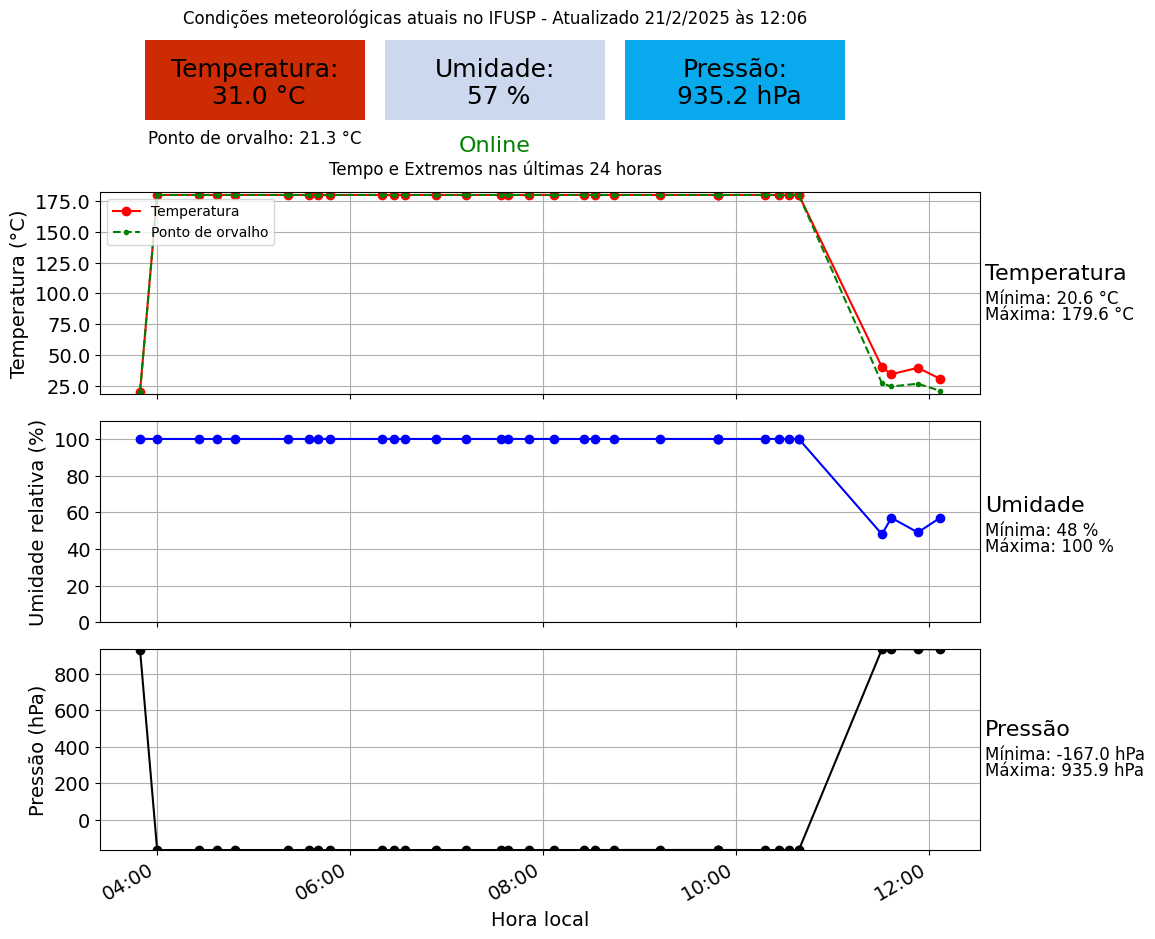 Condições meteorológicas atuais no IFUSP - Atualizado 21/2/2025 às 12:06
Temperatura:
31.0 °C
Umidade:
57 %
Pressão:
935.2 hPa
Ponto de orvalho: 21.3 °C
Online
Tempo e Extremos nas últimas 24 horas
Temperatura (°C)
175.0
150.0
125.0
100.0
75.0
50.0
25.0
Temperatura
Ponto de orvalho
Temperatura
Mínima: 20.6 °C
Máxima: 179.6 °C
Umidade relativa (%)
100
80
60
40
20
0
Umidade
Mínima: 48 %
Máxima: 100 %
Pressão (hPa)
800
600
400
200
0
Pressão
Mínima: -167.0 hPa
Máxima: 935.9 hPa
04:00
06:00
08:00
10:00
12:00
Hora local